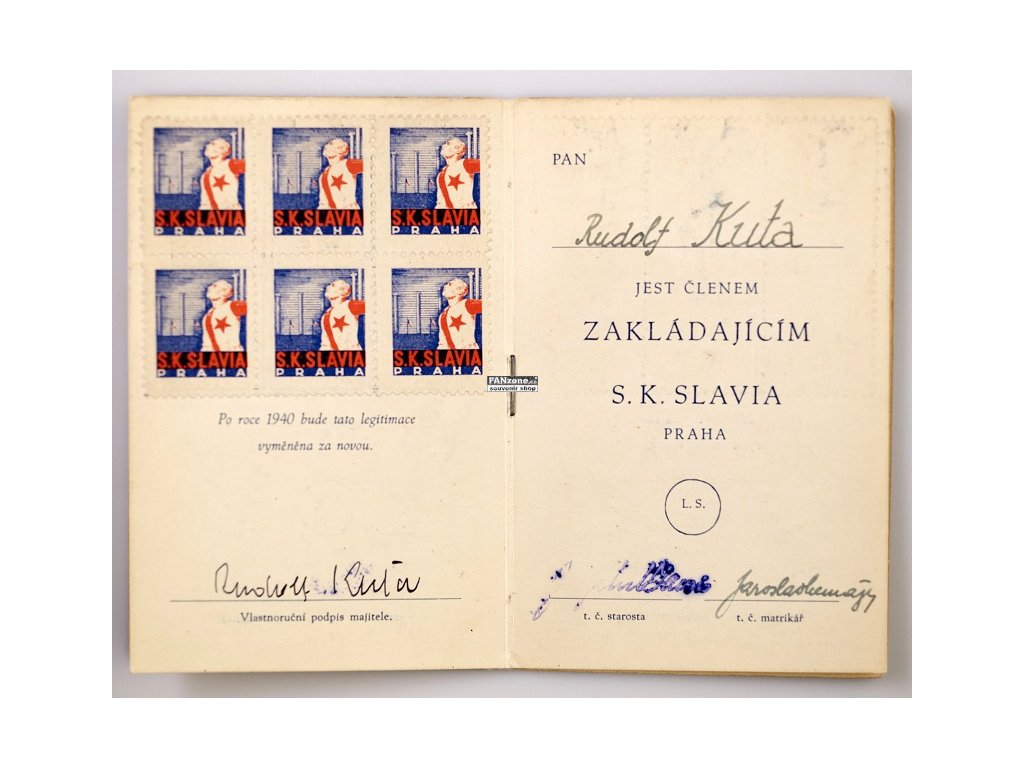 S.K.SLAVIA
PRAHA
S.K.SLAVIA
PRAHA
S.K.SLAVIA
PRAHA
S.K.SLAVIA
PRAHA
S.K.SLAVIA
PRAHA
S.K.SLAVIA
PRAHA
Po roce 1940 bude tato legitimace
vyměněna za novou.
Rudolf Kuta
Vlastnoruční podpis majitele.
FANzone.cz
souvenir shop
PAN
Rudolf Kuta
JEST ČLENEM
ZAKLÁDAJÍCÍM
S. K. SLAVIA
PRAHA
L. S.
t. č. starosta
t. č. matrikář